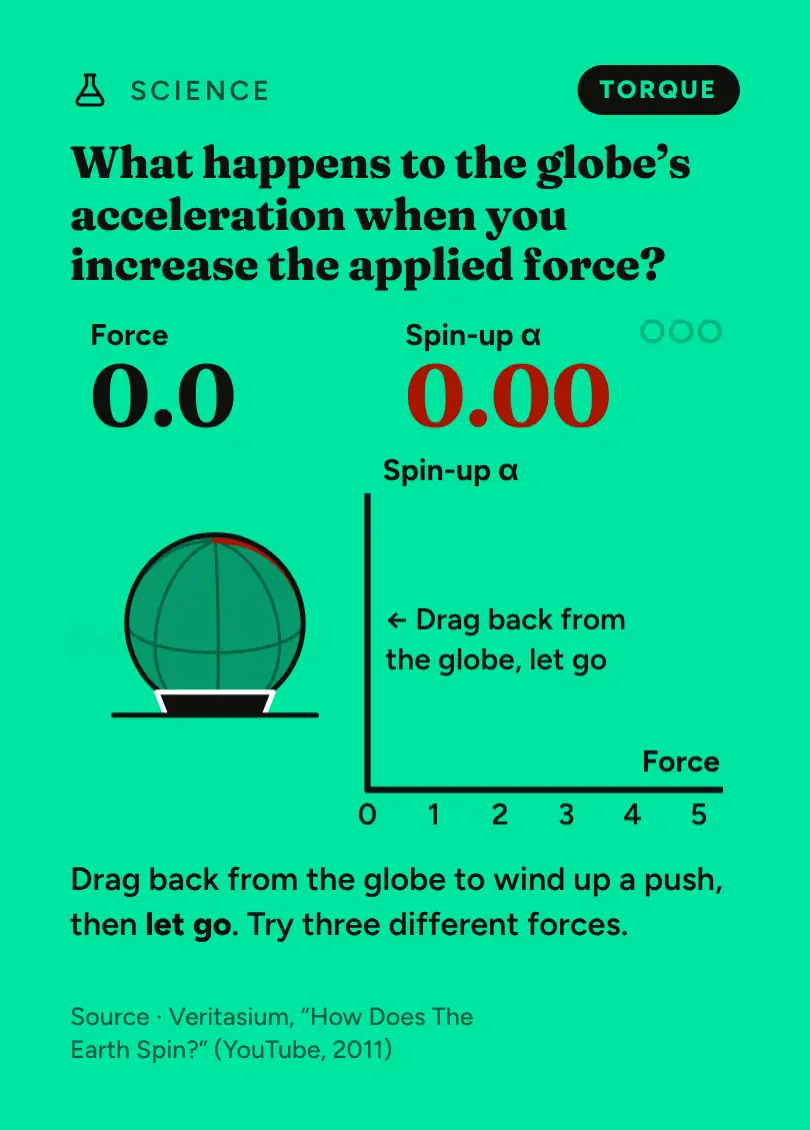 SCIENCE
TORQUE
What happens to the globe’s
acceleration when you
increase the applied force?
Force
Spin-up α
0.0
0.00
Spin-up α
← Drag back from
the globe, let go
Force
0 1 2 3 4 5
Drag back from the globe to wind up a push,
then let go. Try three different forces.
Source · Veritasium, “How Does The
Earth Spin?” (YouTube, 2011)